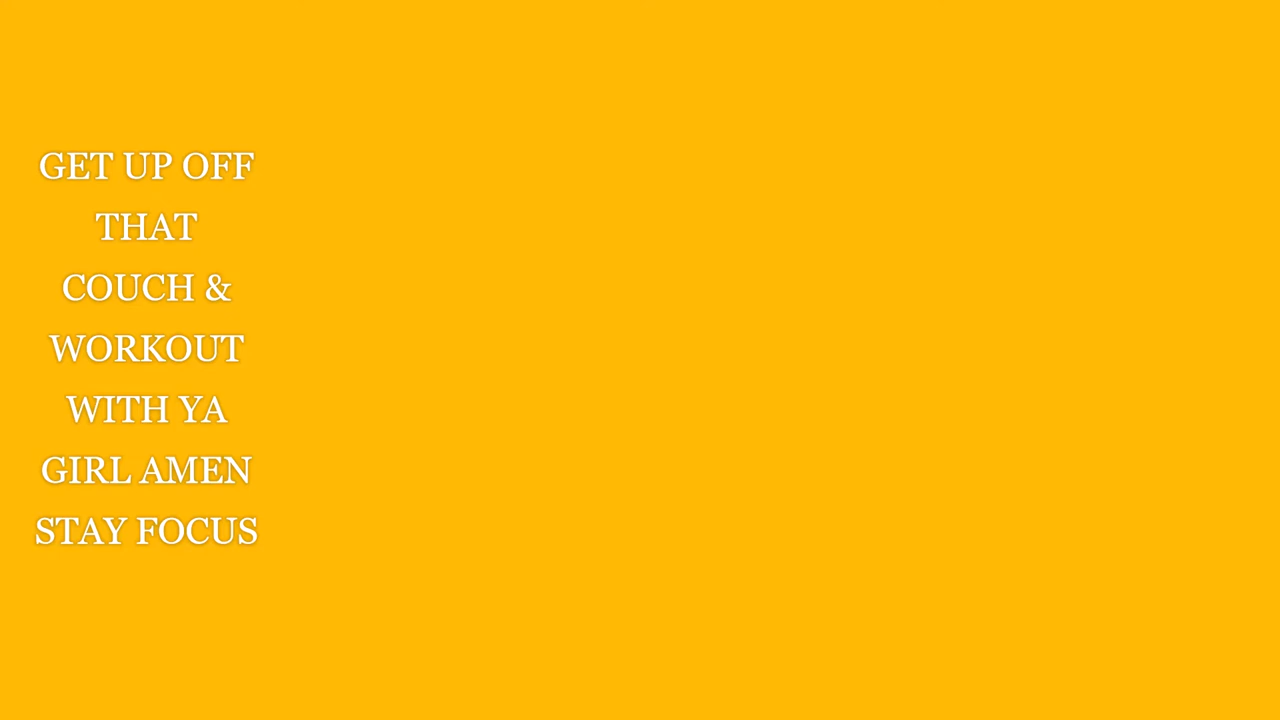 GET UP OFF
THAT
COUCH &
WORKOUT
WITH YA
GIRL AMEN
STAY FOCUS